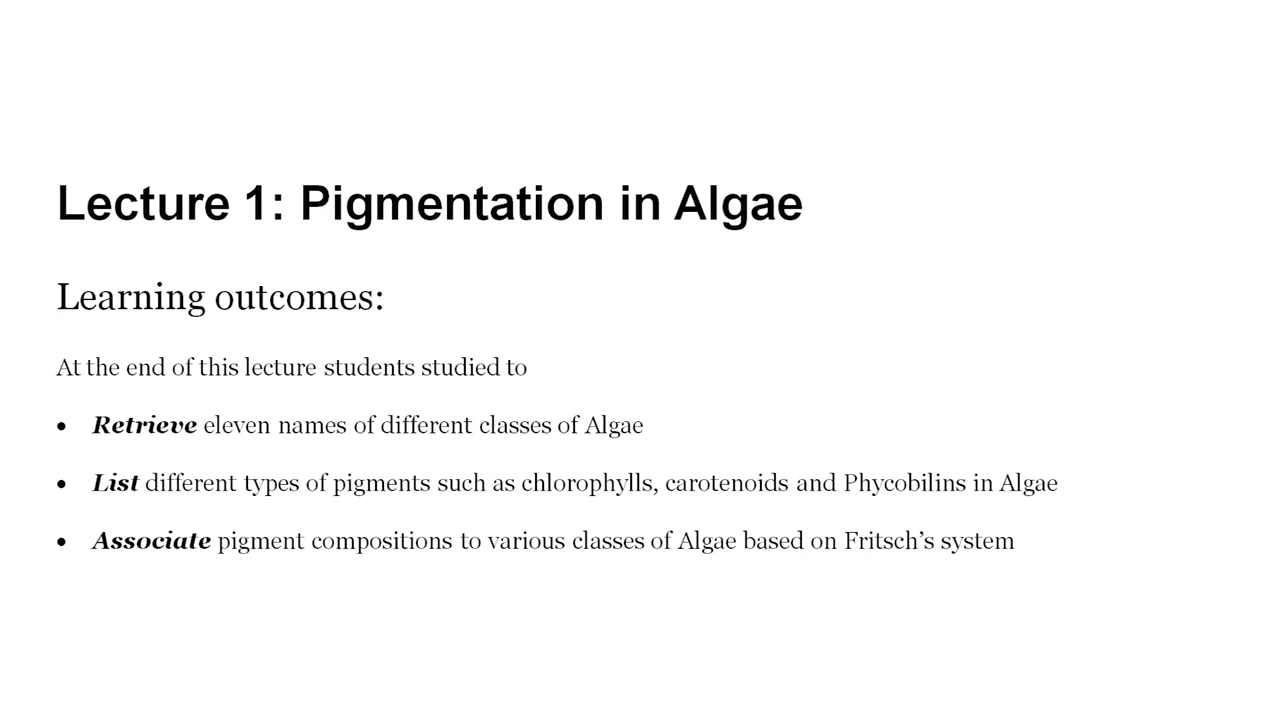 Lecture 1: Pigmentation in Algae
Learning outcomes:
At the end of this lecture students studied to
• Retrieve eleven names of different classes of Algae
• List different types of pigments such as chlorophylls, carotenoids and Phycobilins in Algae
• Associate pigment compositions to various classes of Algae based on Fritsch’s system